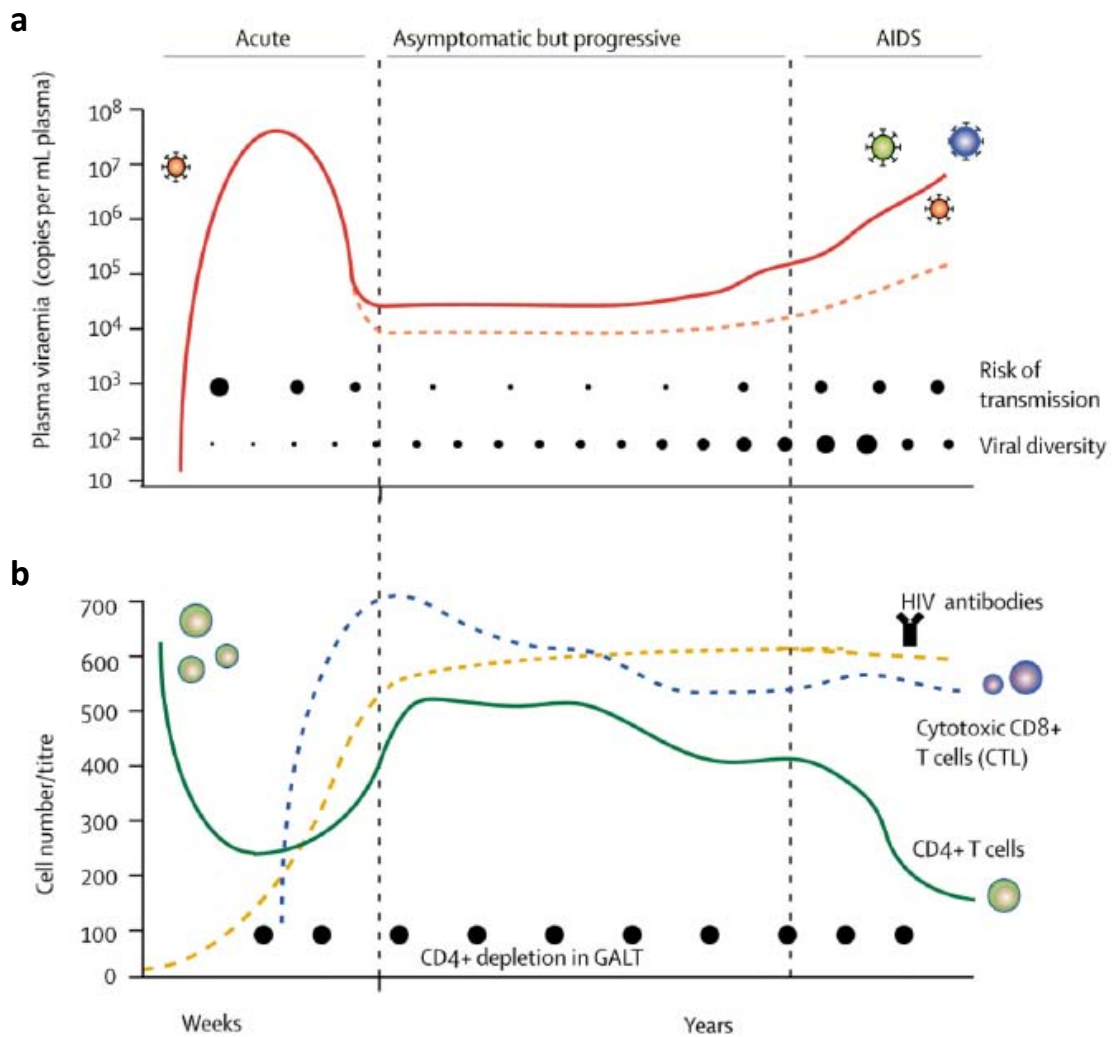 a
Acute
Asymptomatic but progressive
AIDS
Plasma viraemia (copies per mL plasma)
10⁸
10⁷
10⁶
10⁵
10⁴
10³
10²
10
Risk of
transmission
Viral diversity
b
Cell number/titre
700
600
500
400
300
200
100
0
HIV antibodies
Cytotoxic CD8+
T cells (CTL)
CD4+ T cells
CD4+ depletion in GALT
Weeks
Years